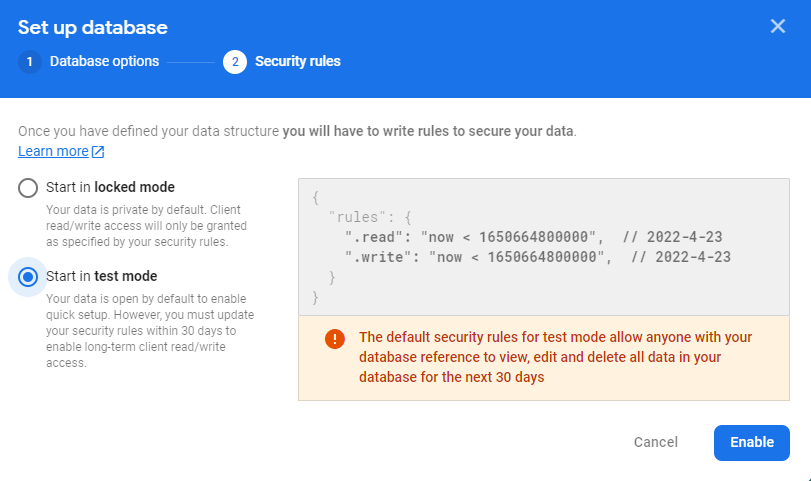 Set up database
1 Database options 2 Security rules
Once you have defined your data structure you will have to write rules to secure your data.
Learn more
Start in locked mode
Your data is private by default. Client
read/write access will only be granted
as specified by your security rules.
Start in test mode
Your data is open by default to enable
quick setup. However, you must update
your security rules within 30 days to
enable long-term client read/write
access.
{
"rules": {
".read": "now < 1650664800000", // 2022-4-23
".write": "now < 1650664800000", // 2022-4-23
}
}
The default security rules for test mode allow anyone with your
database reference to view, edit and delete all data in your
database for the next 30 days
Cancel Enable